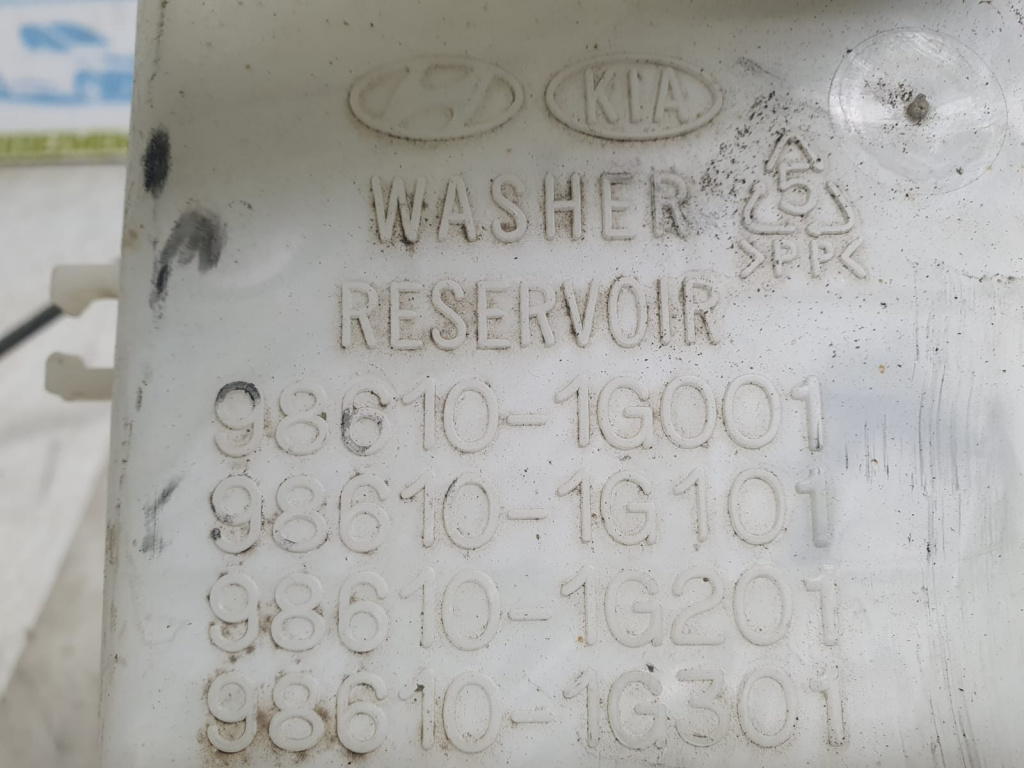 KIA
WASHER
5
>PP<
RESERVOIR
98610-1G001
98610-1G101
98610-1G201
98610-1G301